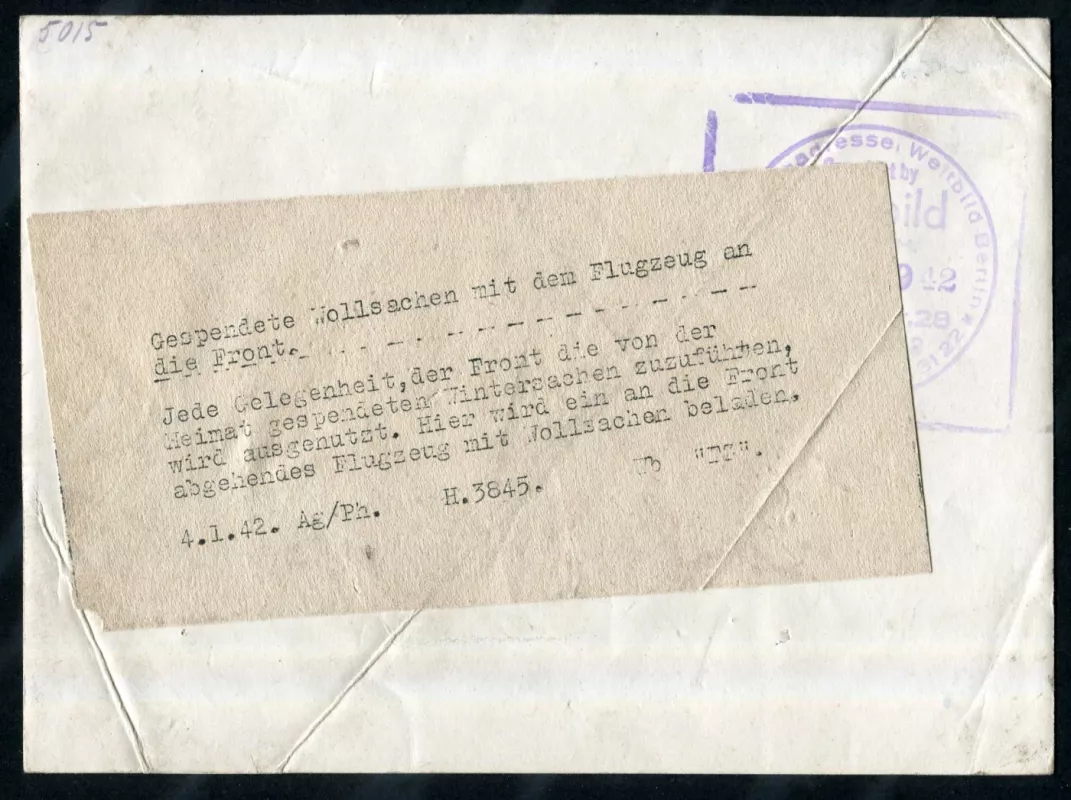 5015
Weltbild Berlin *
42
Gespendete Wollsachen mit dem Flugzeug an
die Front.
Jede Gelegenheit, der Front die von der
Heimat gespendeten Wintersachen zuzuführen,
wird ausgenutzt. Hier wird ein an die Front
abgehendes Flugzeug mit Wollsachen beladen.
4.1.42. Ag/Ph. H.3845.